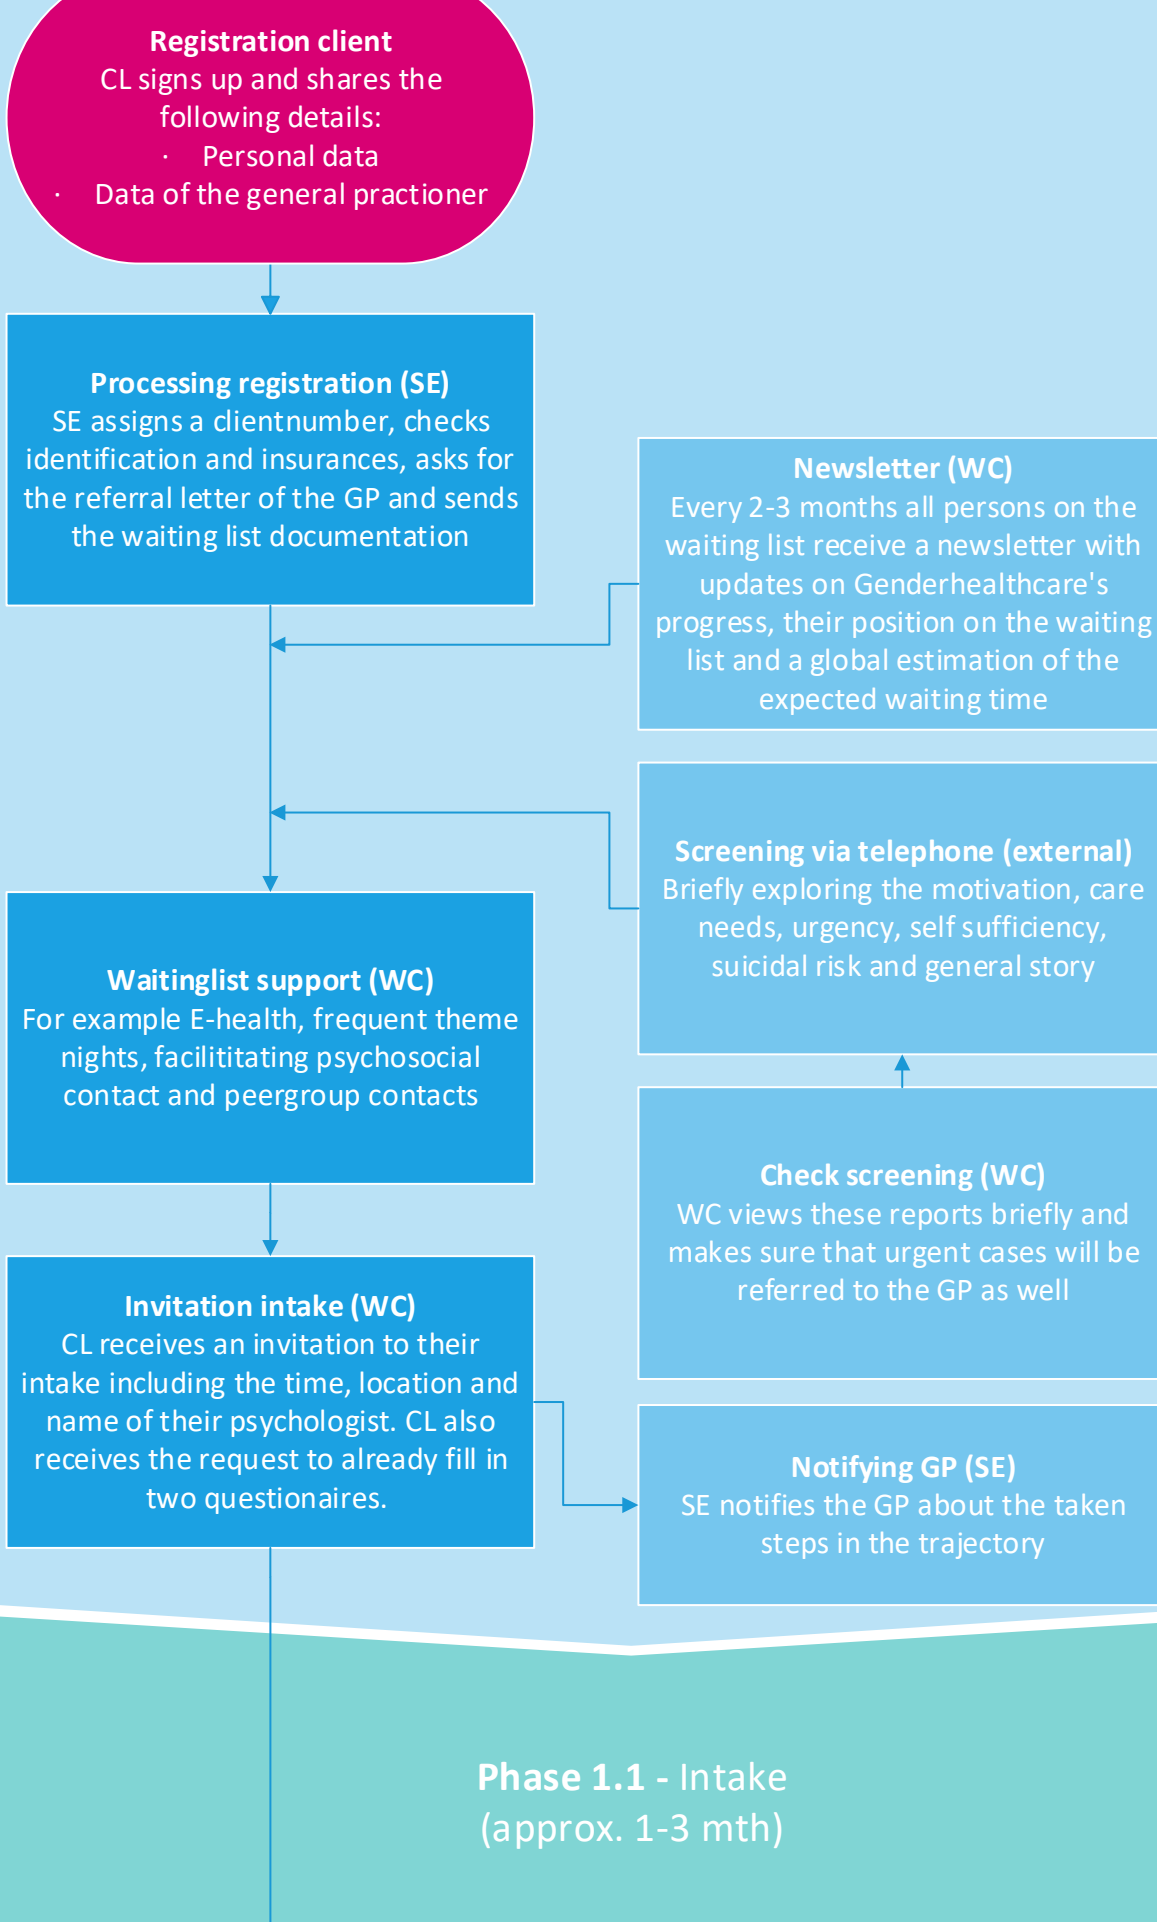 Registration client
CL signs up and shares the
following details:
· Personal data
· Data of the general practioner
Processing registration (SE)
SE assigns a clientnumber, checks
identification and insurances, asks for
the referral letter of the GP and sends
the waiting list documentation
Newsletter (WC)
Every 2-3 months all persons on the
waiting list receive a newsletter with
updates on Genderhealthcare's
progress, their position on the waiting
list and a global estimation of the
expected waiting time
Screening via telephone (external)
Briefly exploring the motivation, care
needs, urgency, self sufficiency,
suicidal risk and general story
Waitinglist support (WC)
For example E-health, frequent theme
nights, facilititating psychosocial
contact and peergroup contacts
Check screening (WC)
WC views these reports briefly and
makes sure that urgent cases will be
referred to the GP as well
Invitation intake (WC)
CL receives an invitation to their
intake including the time, location and
name of their psychologist. CL also
receives the request to already fill in
two questionaires.
Notifying GP (SE)
SE notifies the GP about the taken
steps in the trajectory
Phase 1.1 - Intake
(approx. 1-3 mth)